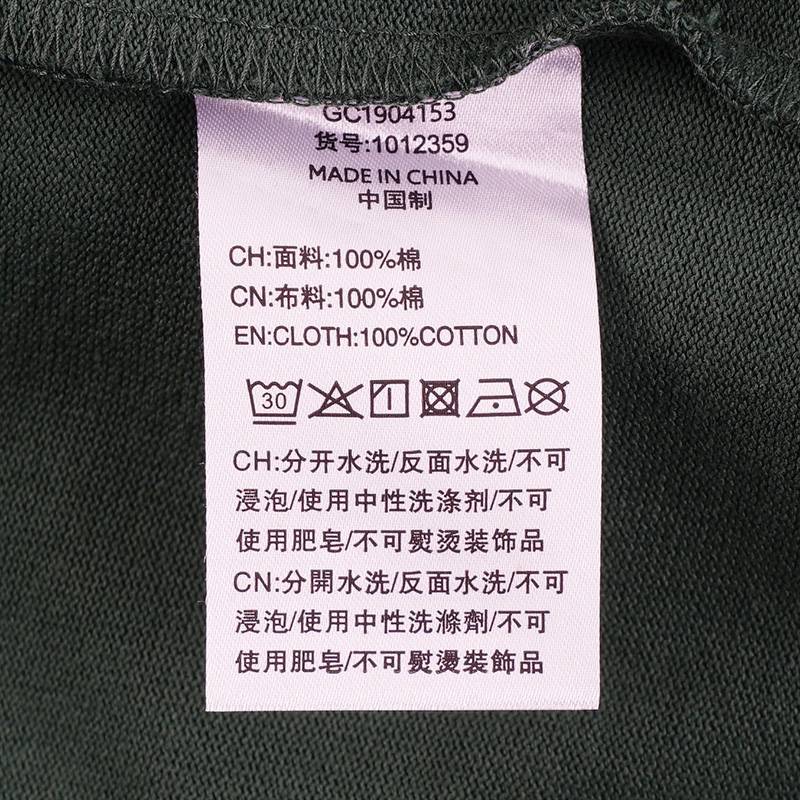 GC1904153
货号:1012359
MADE IN CHINA
中国制
CH:面料:100%棉
CN:布料:100%棉
EN:CLOTH:100%COTTON
30
CH:分开水洗/反面水洗/不可
浸泡/使用中性洗涤剂/不可
使用肥皂/不可熨烫装饰品
CN:分開水洗/反面水洗/不可
浸泡/使用中性洗滌劑/不可
使用肥皂/不可熨燙裝飾品